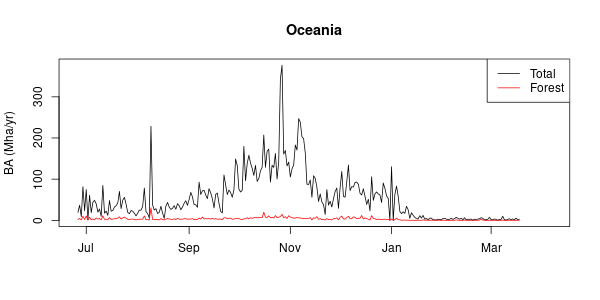 Oceania
Total
Forest
BA (Mha/yr)
300
200
100
0
Jul Sep Nov Jan Mar